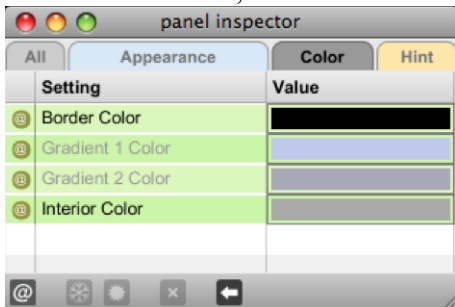 panel inspector
All Appearance Color Hint
Setting Value
@ Border Color
@ Gradient 1 Color
@ Gradient 2 Color
@ Interior Color
@